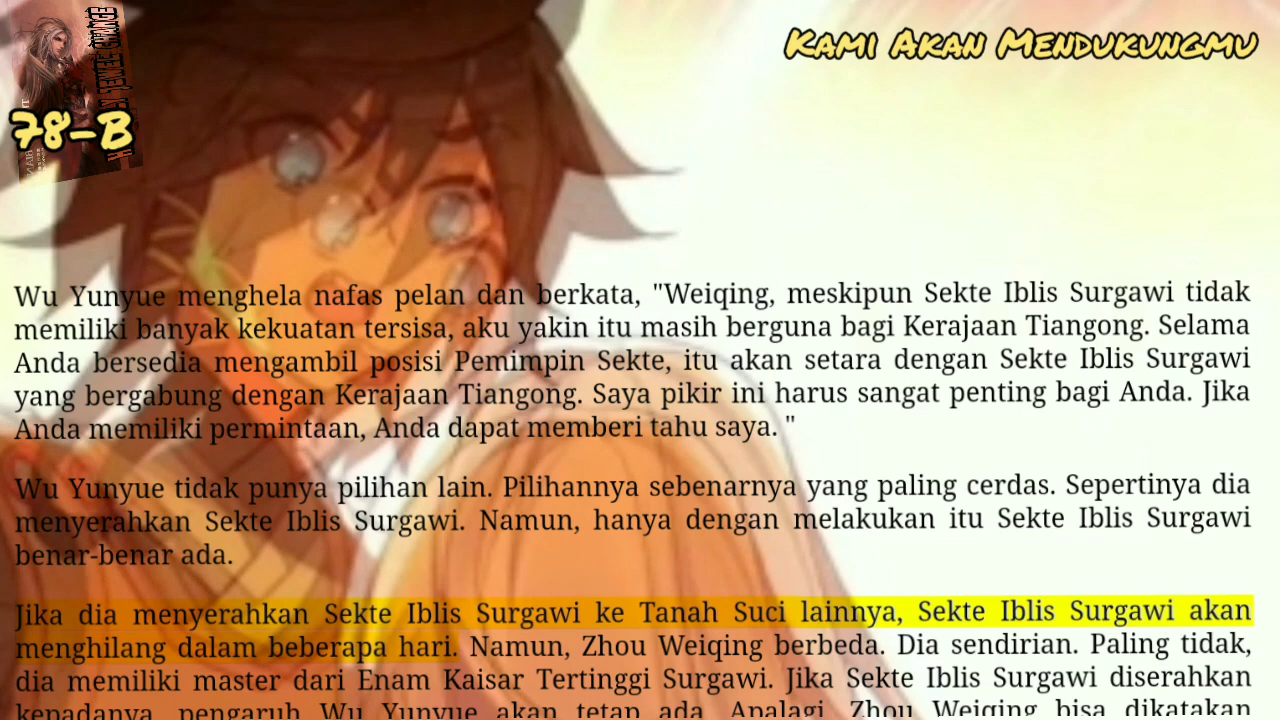 Kami Akan Mendukungmu
78-B
Wu Yunyue menghela nafas pelan dan berkata, "Weiqing, meskipun Sekte Iblis Surgawi tidak
memiliki banyak kekuatan tersisa, aku yakin itu masih berguna bagi Kerajaan Tiangong. Selama
Anda bersedia mengambil posisi Pemimpin Sekte, itu akan setara dengan Sekte Iblis Surgawi
yang bergabung dengan Kerajaan Tiangong. Saya pikir ini harus sangat penting bagi Anda. Jika
Anda memiliki permintaan, Anda dapat memberi tahu saya. "
Wu Yunyue tidak punya pilihan lain. Pilihannya sebenarnya yang paling cerdas. Sepertinya dia
menyerahkan Sekte Iblis Surgawi. Namun, hanya dengan melakukan itu Sekte Iblis Surgawi
benar-benar ada.
Jika dia menyerahkan Sekte Iblis Surgawi ke Tanah Suci lainnya, Sekte Iblis Surgawi akan
menghilang dalam beberapa hari. Namun, Zhou Weiqing berbeda. Dia sendirian. Paling tidak,
dia memiliki master dari Enam Kaisar Tertinggi Surgawi. Jika Sekte Iblis Surgawi diserahkan
kepadanya, pengaruh Wu Yunyue akan tetap ada. Apalagi, Zhou Weiqing bisa dikatakan